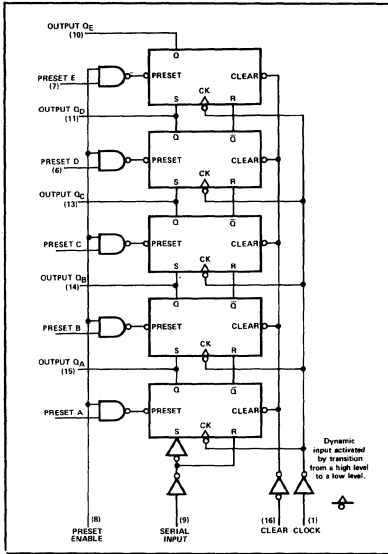 OUTPUT QE
(10)
Q
PRESET E
(7)
PRESET
CLEAR
CK
S
R
OUTPUT QD
(11)
Q
Q̅
PRESET D
(6)
PRESET
CLEAR
CK
S
R
OUTPUT QC
(13)
Q
Q̅
PRESET C
PRESET
CLEAR
CK
S
R
OUTPUT QB
(14)
Q
Q̅
PRESET B
PRESET
CLEAR
CK
S
R
OUTPUT QA
(15)
Q
Q̅
PRESET A
PRESET
CLEAR
CK
S
R
Dynamic
input activated
by transition
from a high level
to a low level.
(8)
PRESET
ENABLE
(9)
SERIAL
INPUT
(16)
CLEAR
(1)
CLOCK